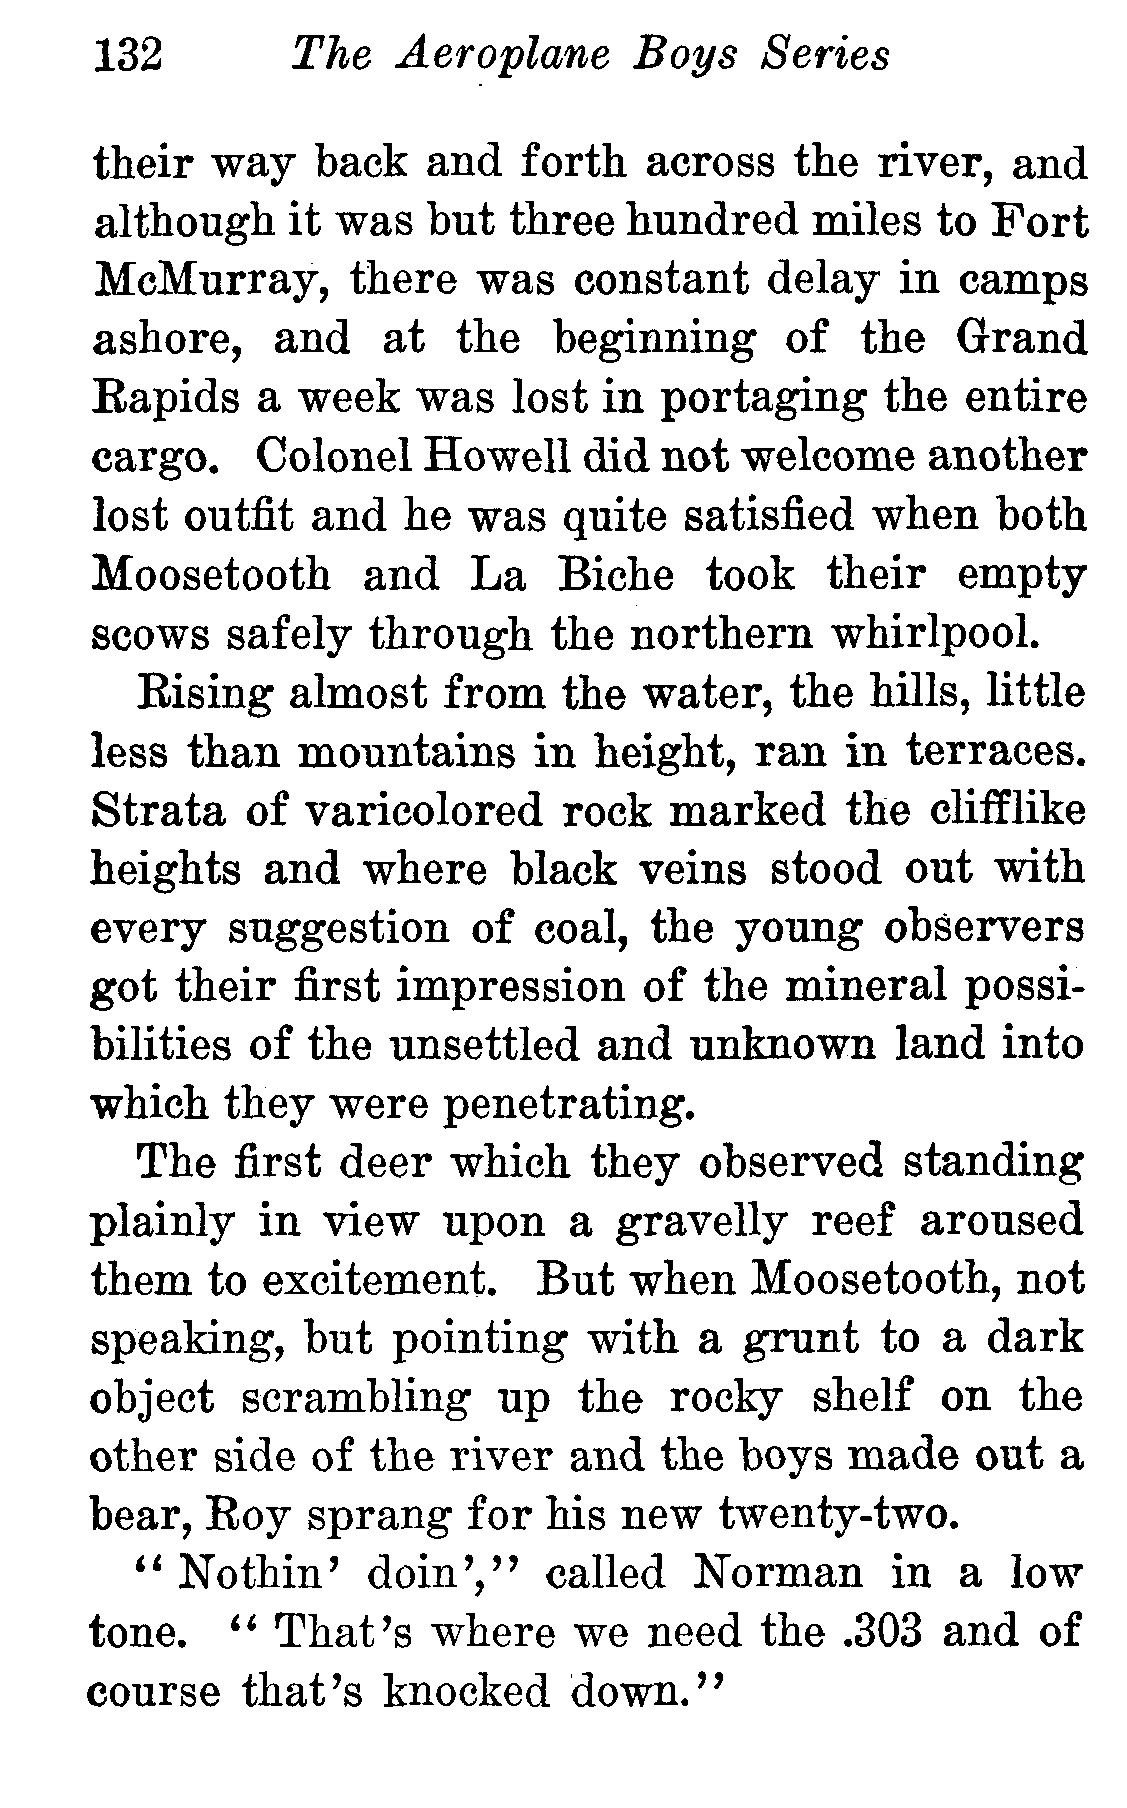 132 The Aeroplane Boys Series
their way back and forth across the river, and
although it was but three hundred miles to Fort
McMurray, there was constant delay in camps
ashore, and at the beginning of the Grand
Rapids a week was lost in portaging the entire
cargo. Colonel Howell did not welcome another
lost outfit and he was quite satisfied when both
Moosetooth and La Biche took their empty
scows safely through the northern whirlpool.
Rising almost from the water, the hills, little
less than mountains in height, ran in terraces.
Strata of varicolored rock marked the clifflike
heights and where black veins stood out with
every suggestion of coal, the young observers
got their first impression of the mineral possi-
bilities of the unsettled and unknown land into
which they were penetrating.
The first deer which they observed standing
plainly in view upon a gravelly reef aroused
them to excitement. But when Moosetooth, not
speaking, but pointing with a grunt to a dark
object scrambling up the rocky shelf on the
other side of the river and the boys made out a
bear, Roy sprang for his new twenty-two.
“Nothin’ doin’,” called Norman in a low
tone. “That’s where we need the .303 and of
course that’s knocked down.”